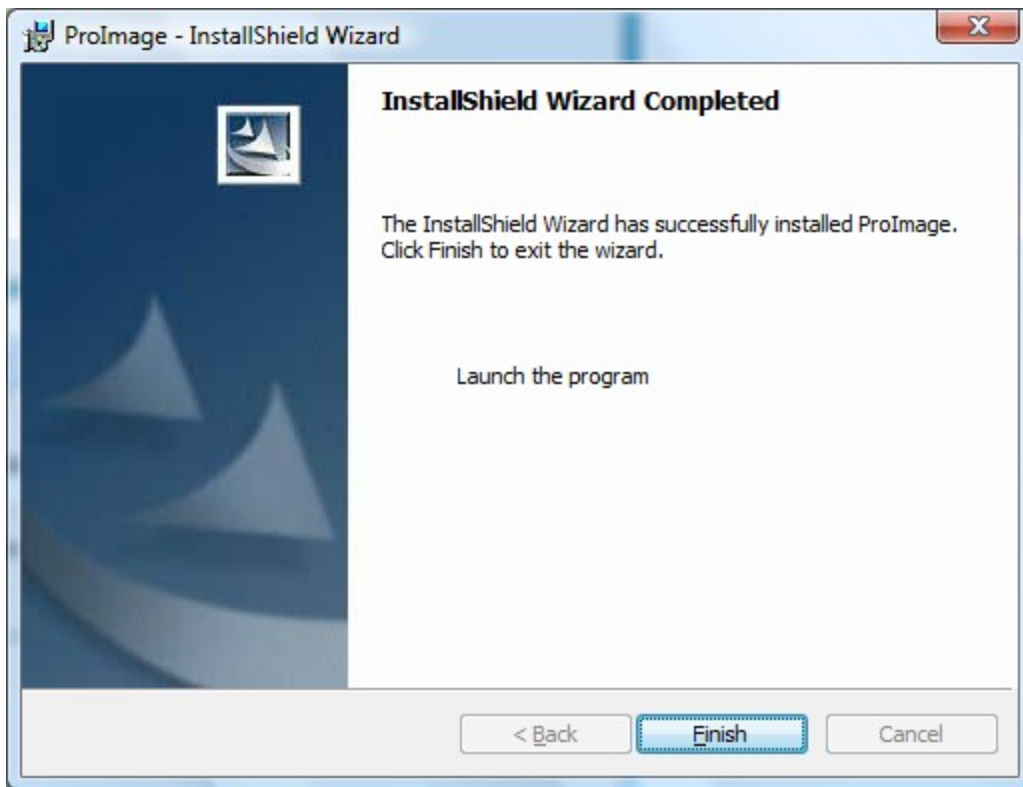 ProImage - InstallShield Wizard
InstallShield Wizard Completed
The InstallShield Wizard has successfully installed ProImage.
Click Finish to exit the wizard.
Launch the program
< Back
Finish
Cancel